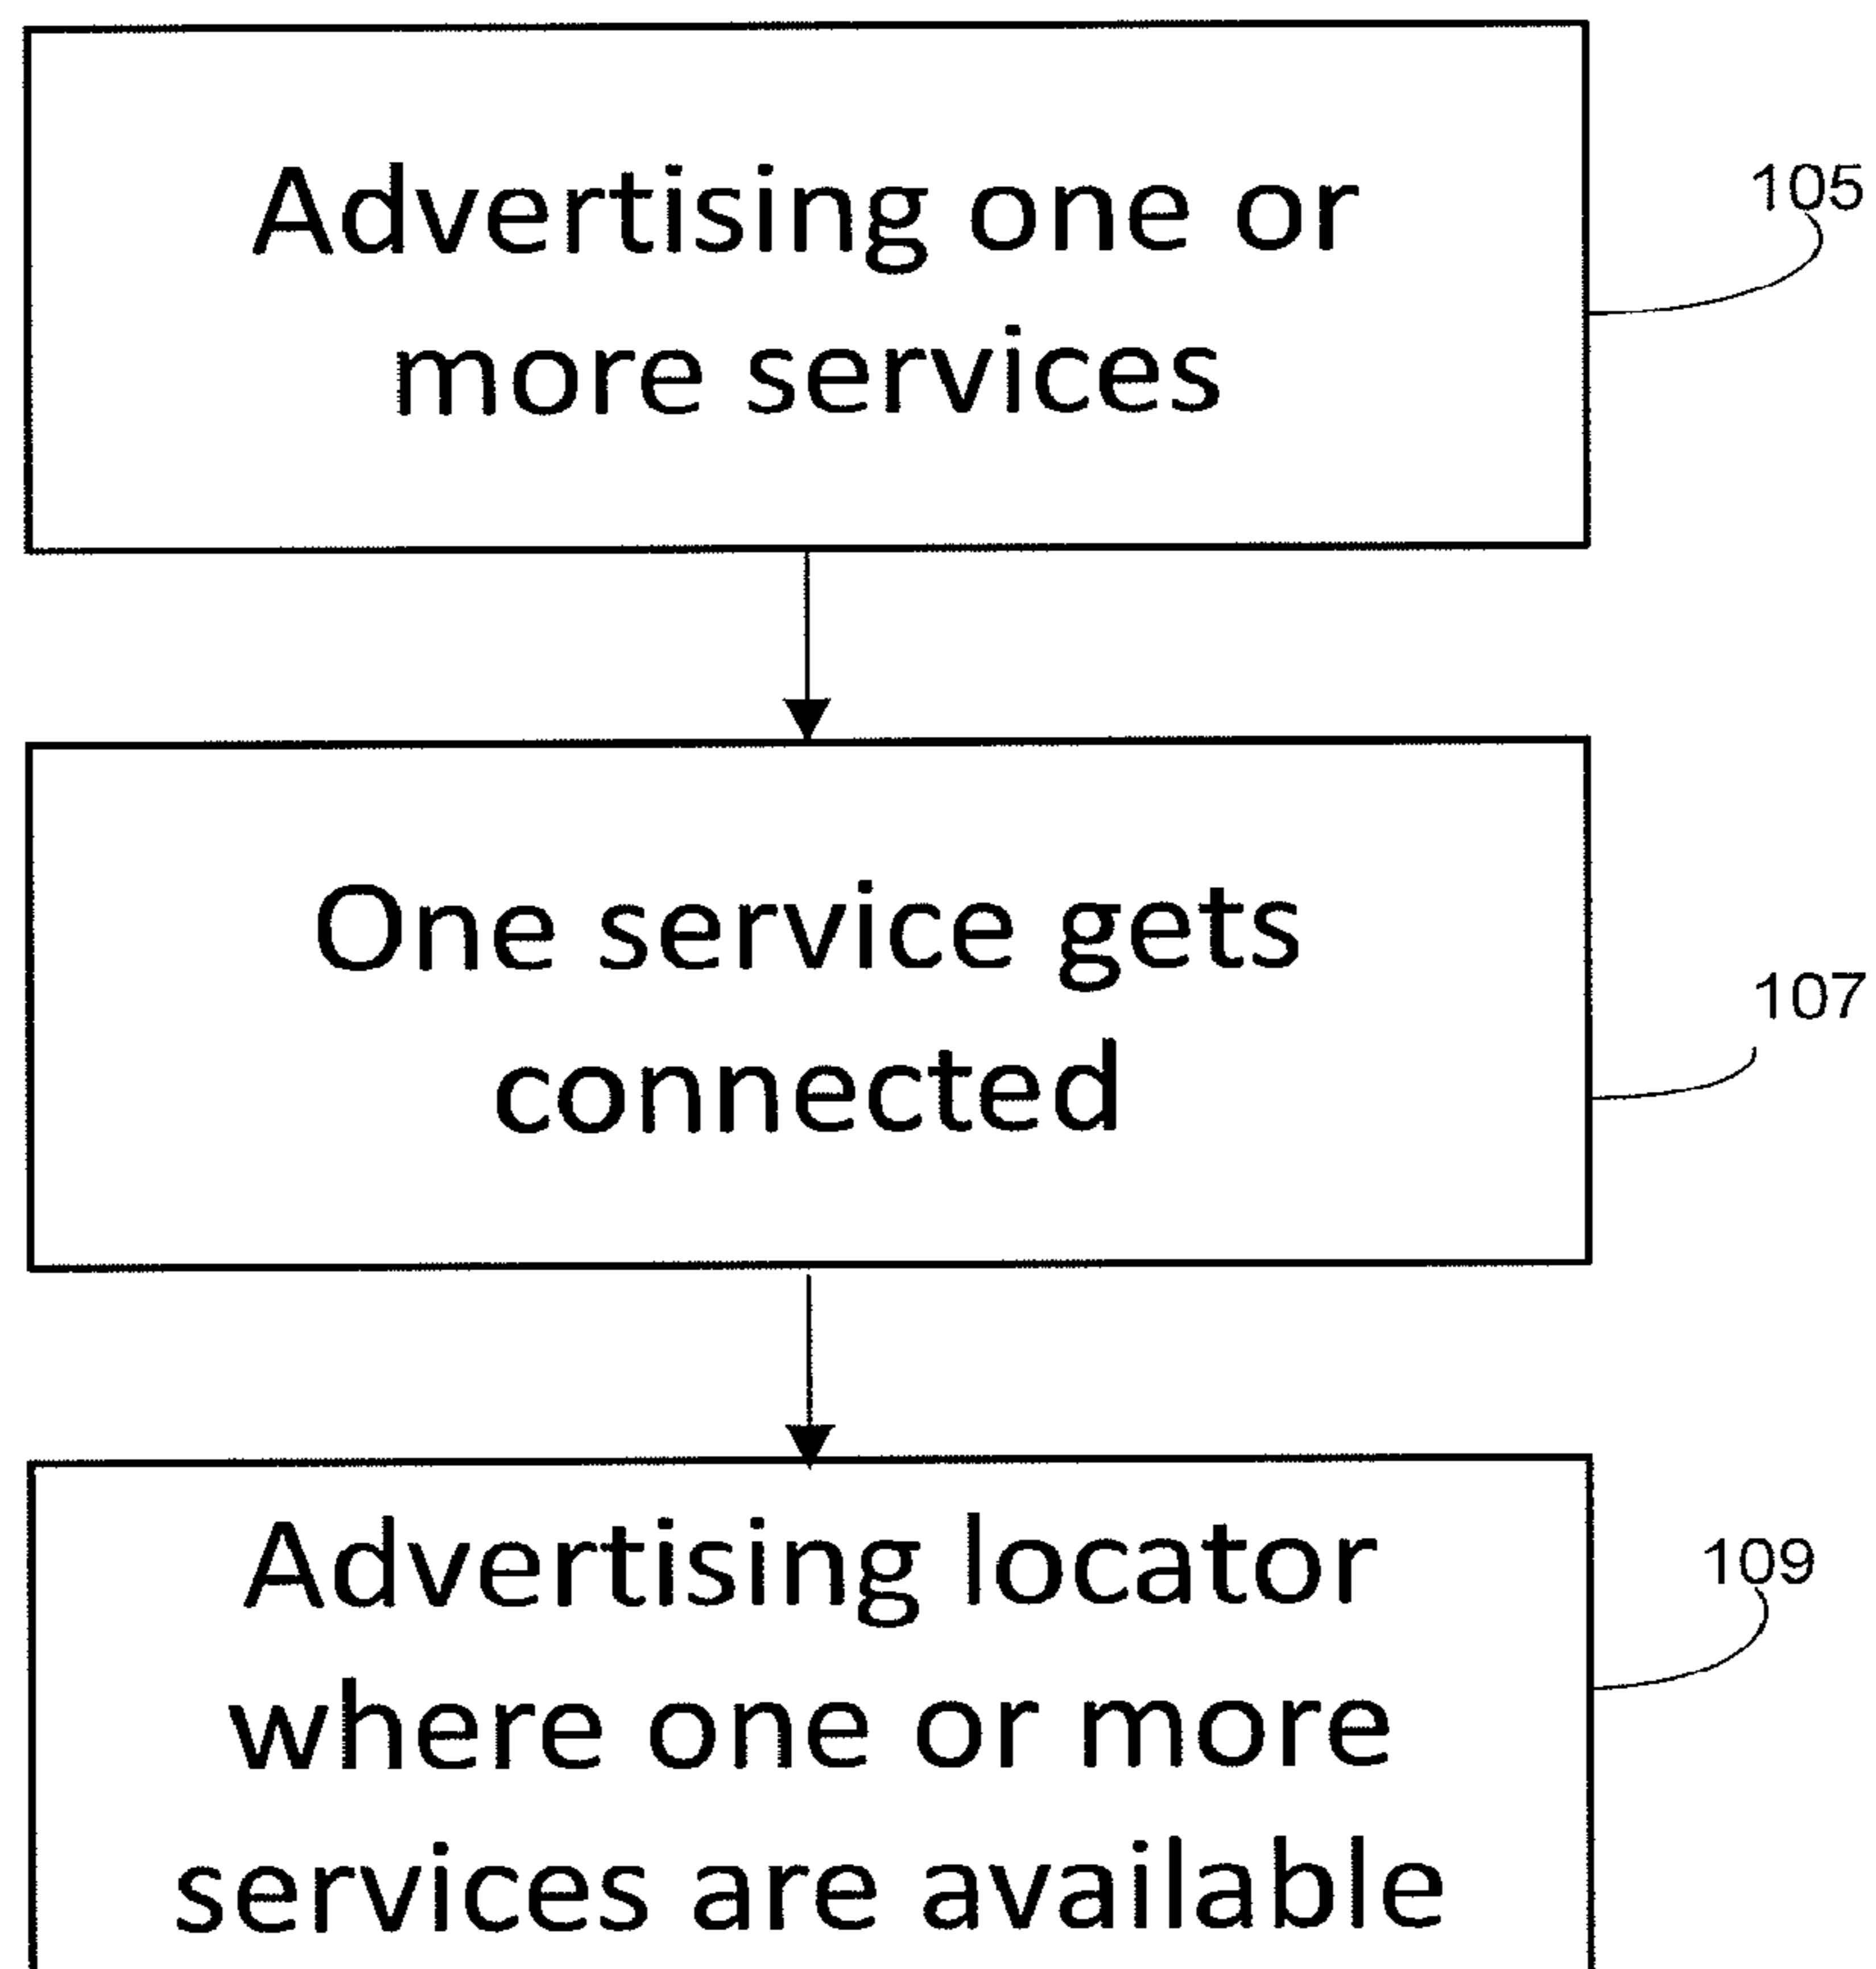 Advertising one or
more services
105
One service gets
connected
107
Advertising locator
where one or more
services are available
109